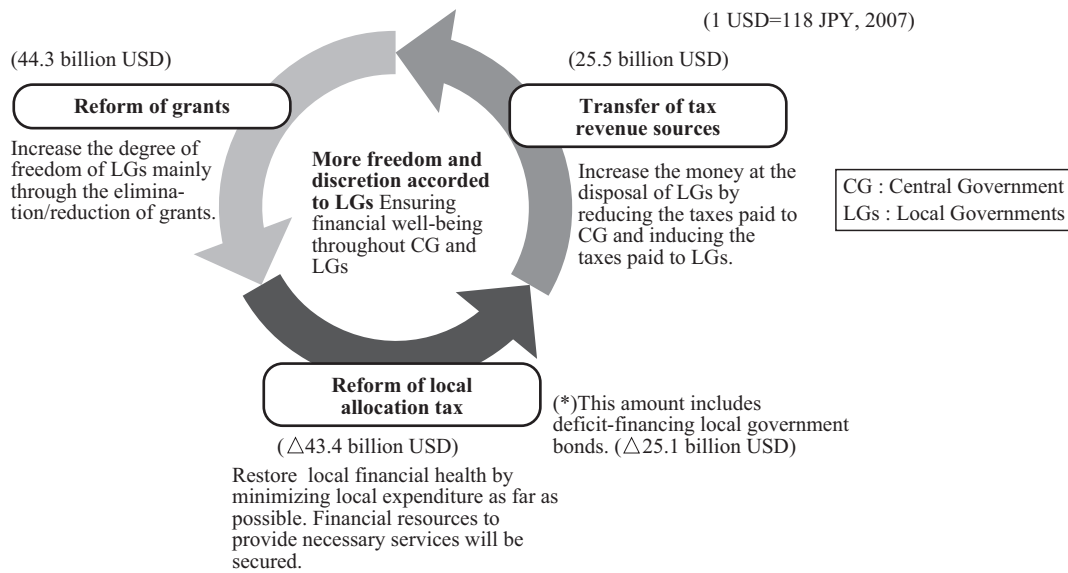 (1 USD=118 JPY, 2007)
(44.3 billion USD)
Reform of grants
Increase the degree of
freedom of LGs mainly
through the elimina-
tion/reduction of grants.
(25.5 billion USD)
Transfer of tax
revenue sources
Increase the money at the
disposal of LGs by
reducing the taxes paid to
CG and inducing the
taxes paid to LGs.
More freedom and
discretion accorded
to LGs Ensuring
financial well-being
throughout CG and
LGs
CG : Central Government
LGs : Local Governments
Reform of local
allocation tax
(△43.4 billion USD)
Restore local financial health by
minimizing local expenditure as far as
possible. Financial resources to
provide necessary services will be
secured.
(*)This amount includes
deficit-financing local government
bonds. (△25.1 billion USD)